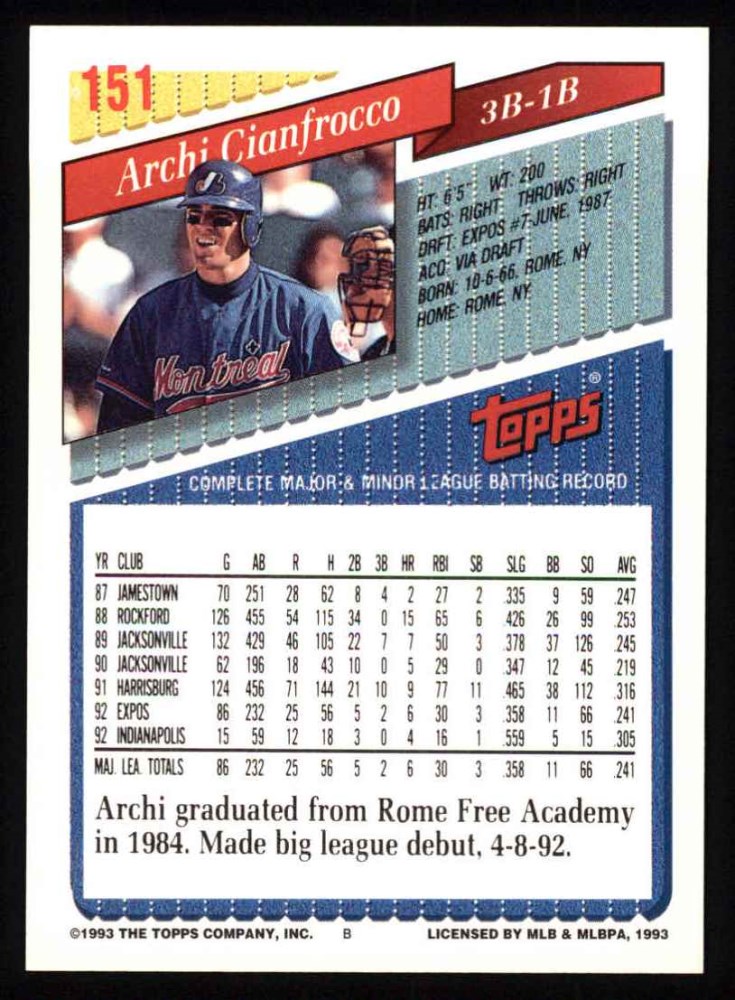 151
Archi Cianfrocco
3B-1B
HT: 6'5" WT: 200
BATS: RIGHT THROWS: RIGHT
DRFT: EXPOS #7-JUNE, 1987
ACQ: VIA DRAFT
BORN: 10-6-66, ROME, NY
HOME: ROME, NY
Montréal
TOPPS ®
COMPLETE MAJOR & MINOR LEAGUE BATTING RECORD
YR CLUB G AB R H 2B 3B HR RBI SB SLG BB SO AVG
87 JAMESTOWN 70 251 28 62 8 4 2 27 2 .335 9 59 .247
88 ROCKFORD 126 455 54 115 34 0 15 65 6 .426 26 99 .253
89 JACKSONVILLE 132 429 46 105 22 7 7 50 3 .378 37 126 .245
90 JACKSONVILLE 62 196 18 43 10 0 5 29 0 .347 12 45 .219
91 HARRISBURG 124 456 71 144 21 10 9 77 11 .465 38 112 .316
92 EXPOS 86 232 25 56 5 2 6 30 3 .358 11 66 .241
92 INDIANAPOLIS 15 59 12 18 3 0 4 16 1 .559 5 15 .305
MAJ. LEA. TOTALS 86 232 25 56 5 2 6 30 3 .358 11 66 .241
Archi graduated from Rome Free Academy
in 1984. Made big league debut, 4-8-92.
©1993 THE TOPPS COMPANY, INC. B LICENSED BY MLB & MLBPA, 1993